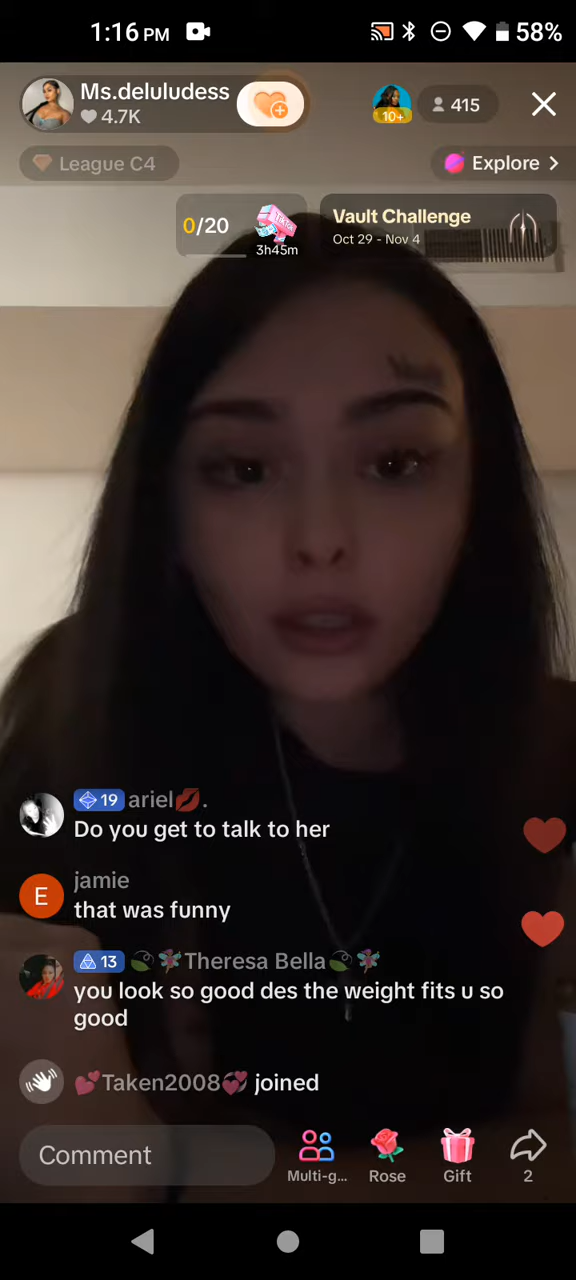 1:16 PM
58%
Ms.deluludess
4.7K
10+
415
League C4
Explore
0/20
3h45m
Vault Challenge
Oct 29 - Nov 4
19 ariel💋.
Do you get to talk to her
E
jamie
that was funny
13 🍃🧚Theresa Bella🍃🧚
you look so good des the weight fits u so
good
💕Taken2008💞 joined
Comment
Multi-g...
Rose
Gift
2